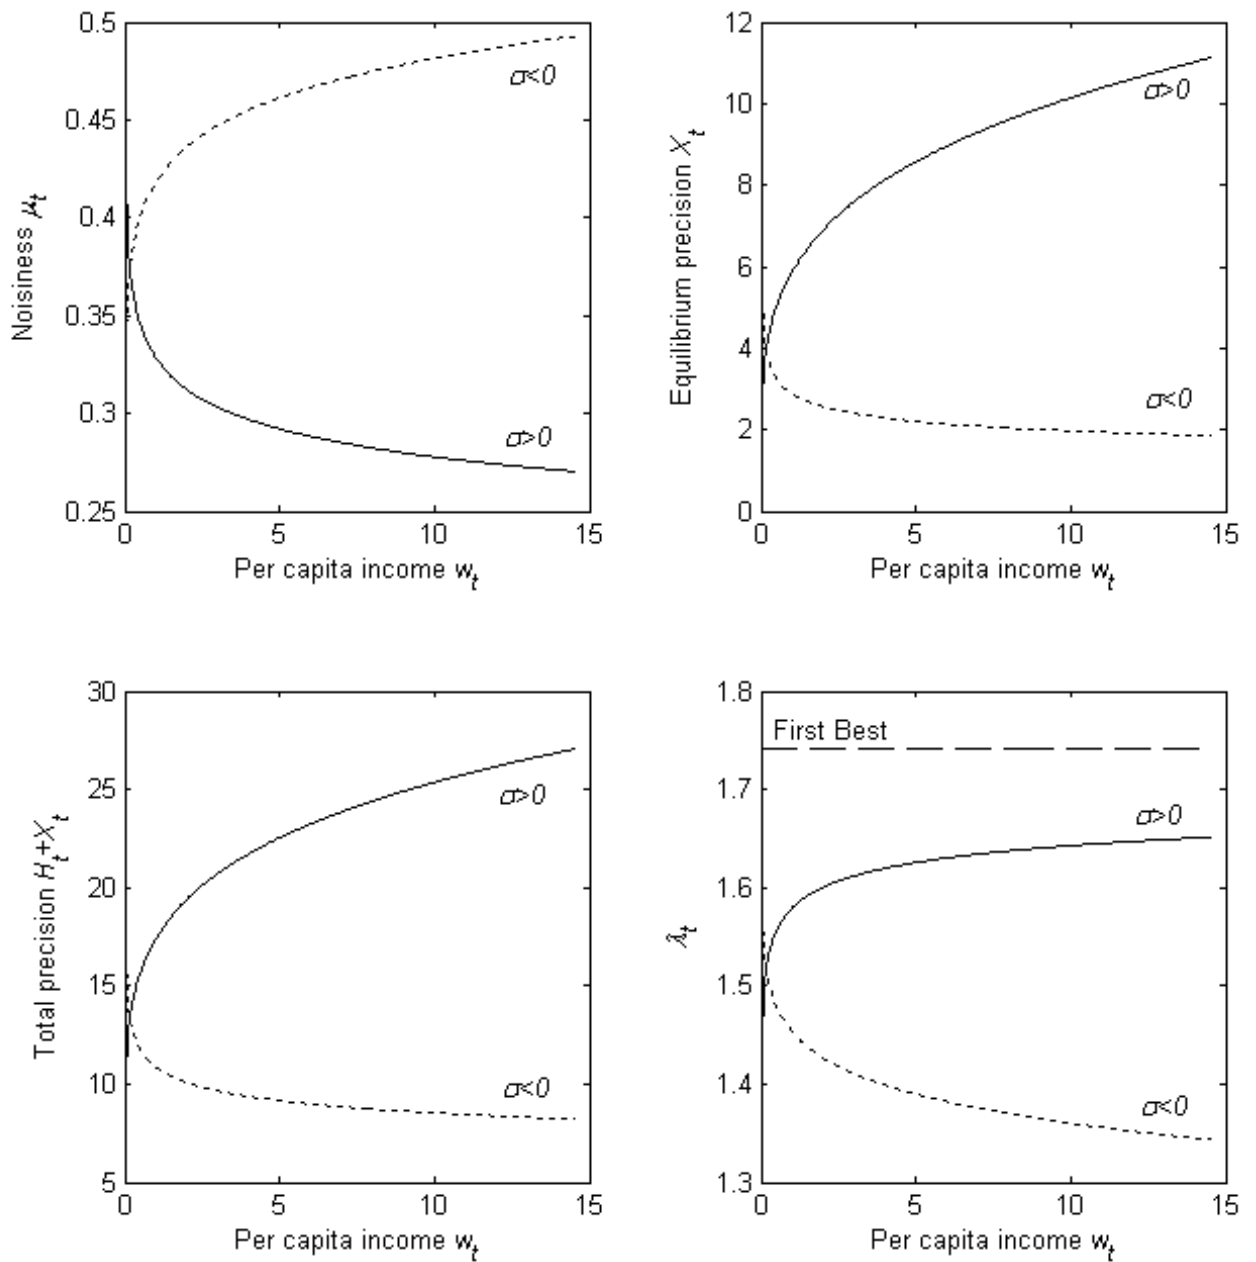 0.5
0.45
0.4
0.35
0.3
0.25
Noisiness μt
σ<0
σ>0
0 5 10 15
Per capita income wt
12
10
8
6
4
2
0
Equilibrium precision Xt
σ>0
σ<0
0 5 10 15
Per capita income wt
30
25
20
15
10
5
Total precision Ht+Xt
σ>0
σ<0
0 5 10 15
Per capita income wt
1.8
1.7
1.6
1.5
1.4
1.3
λt
First Best
σ>0
σ<0
0 5 10 15
Per capita income wt